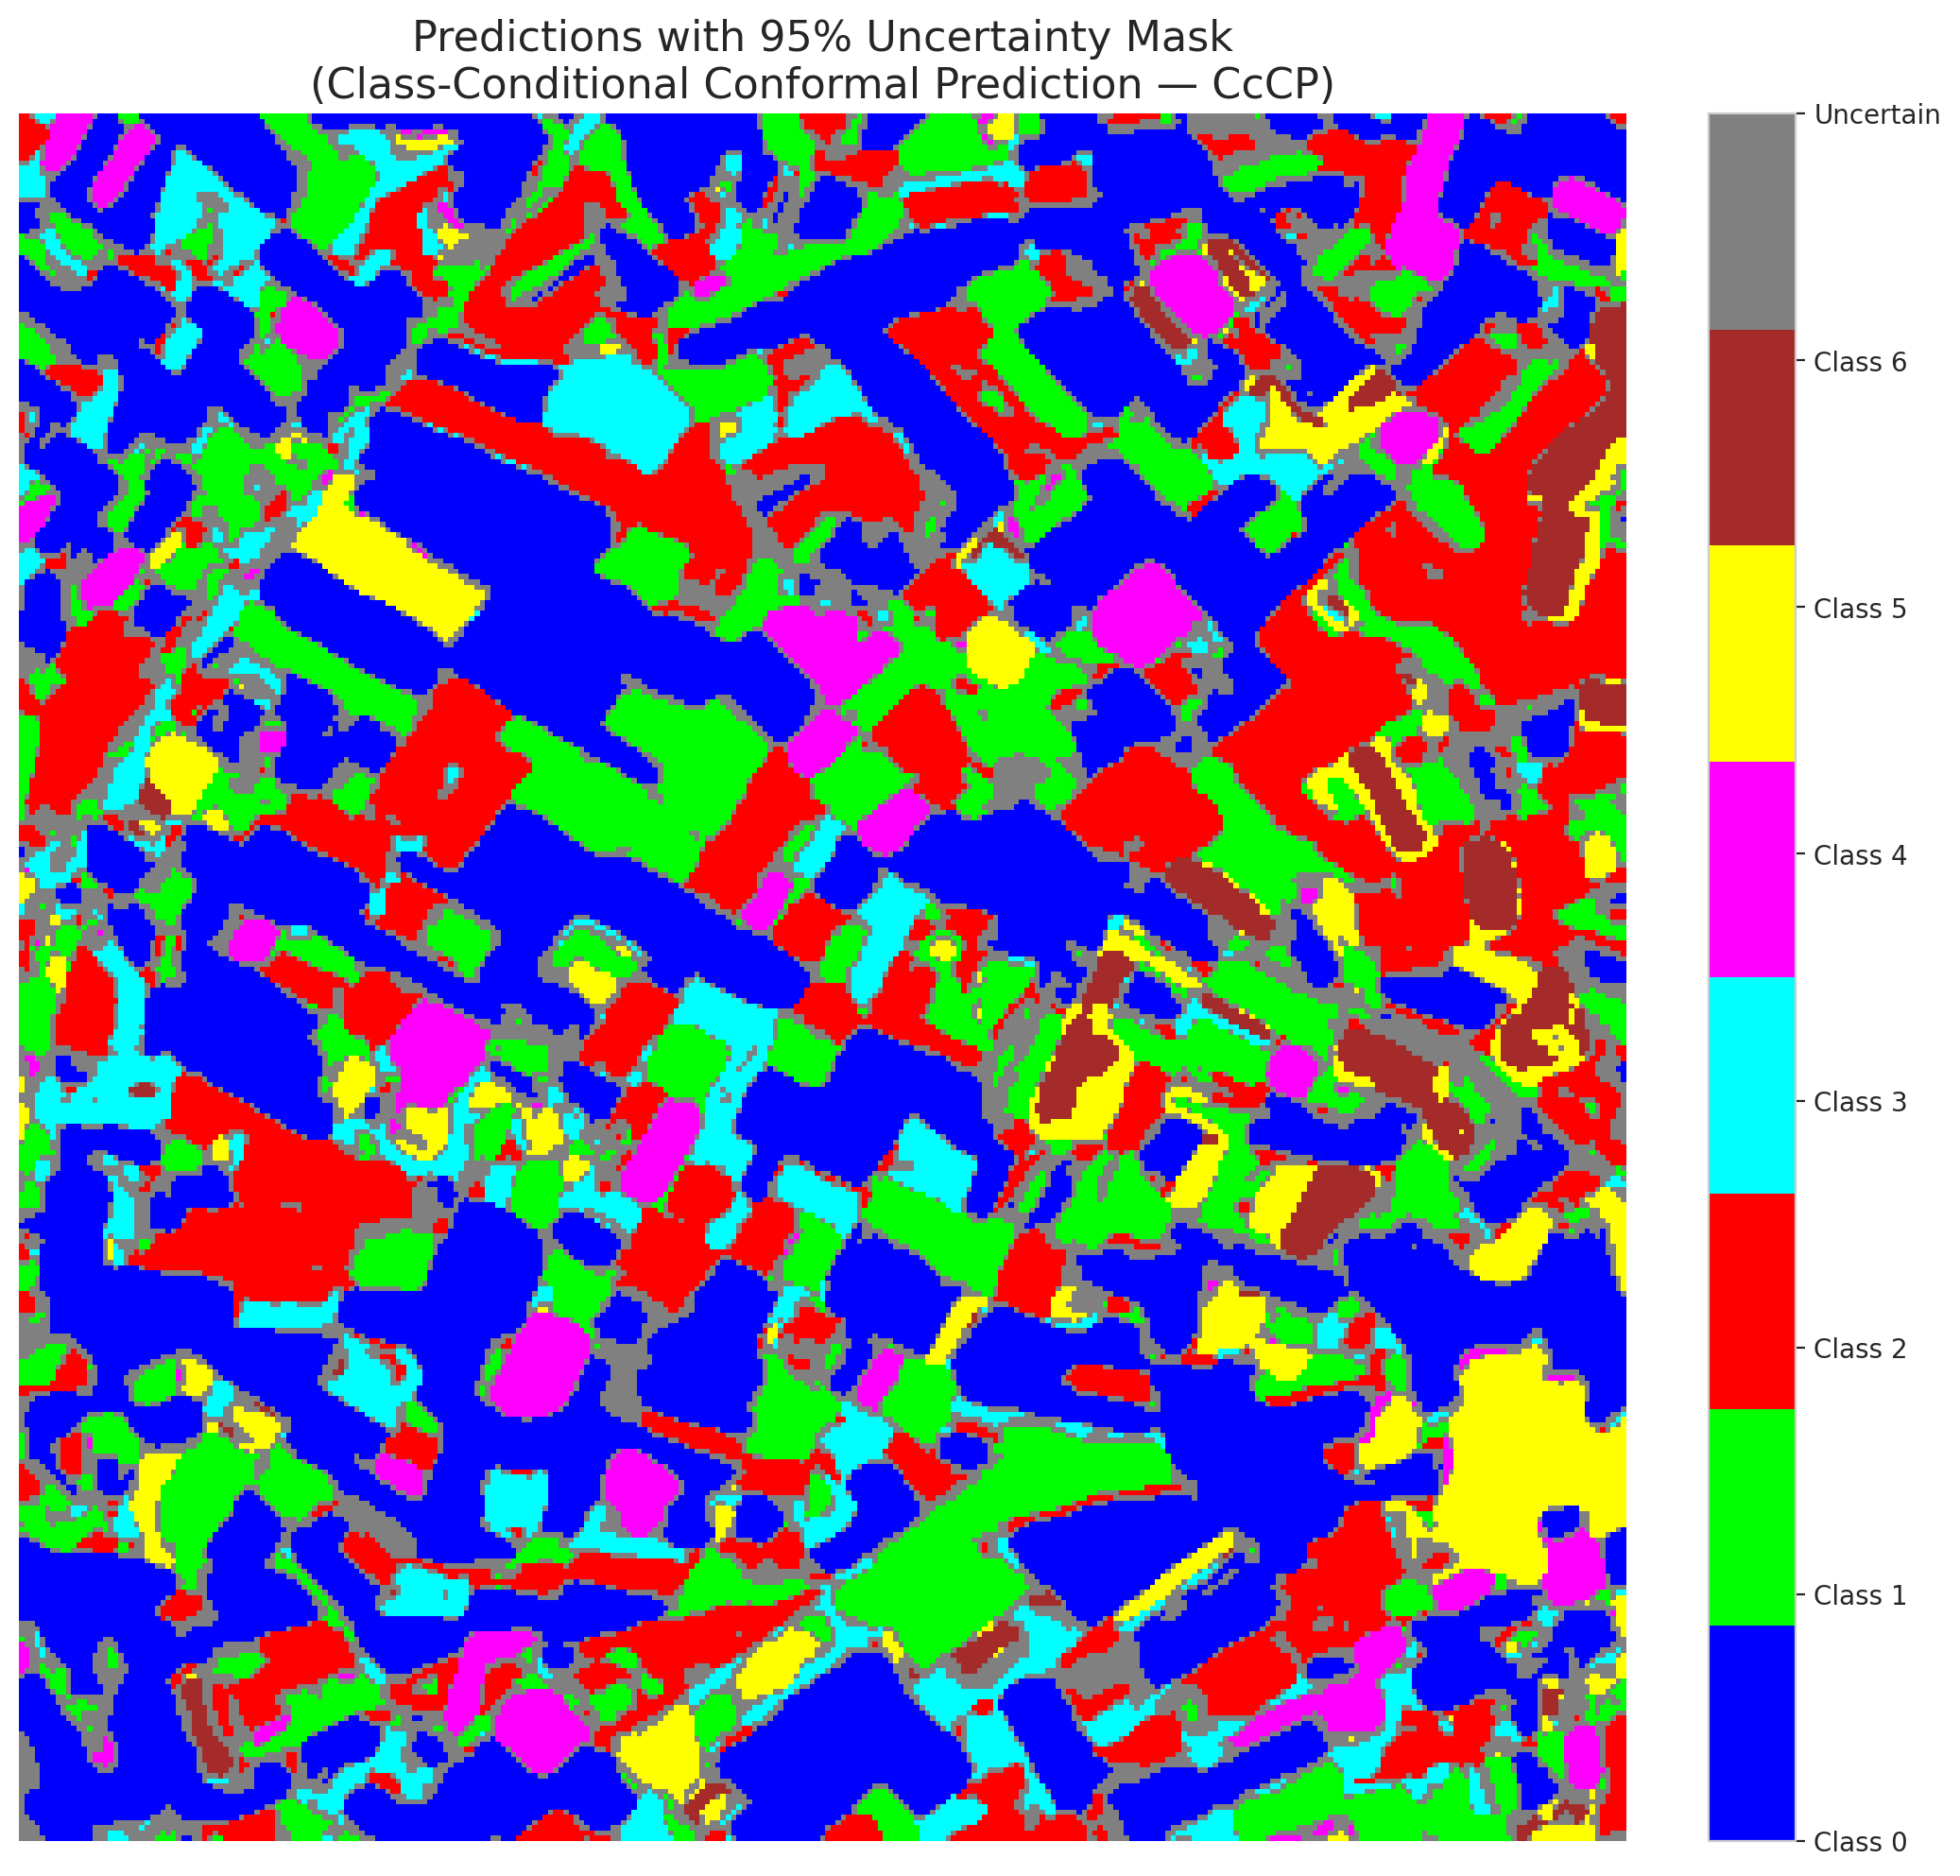 Predictions with 95% Uncertainty Mask
(Class-Conditional Conformal Prediction — CcCP)
Uncertain
Class 6
Class 5
Class 4
Class 3
Class 2
Class 1
Class 0